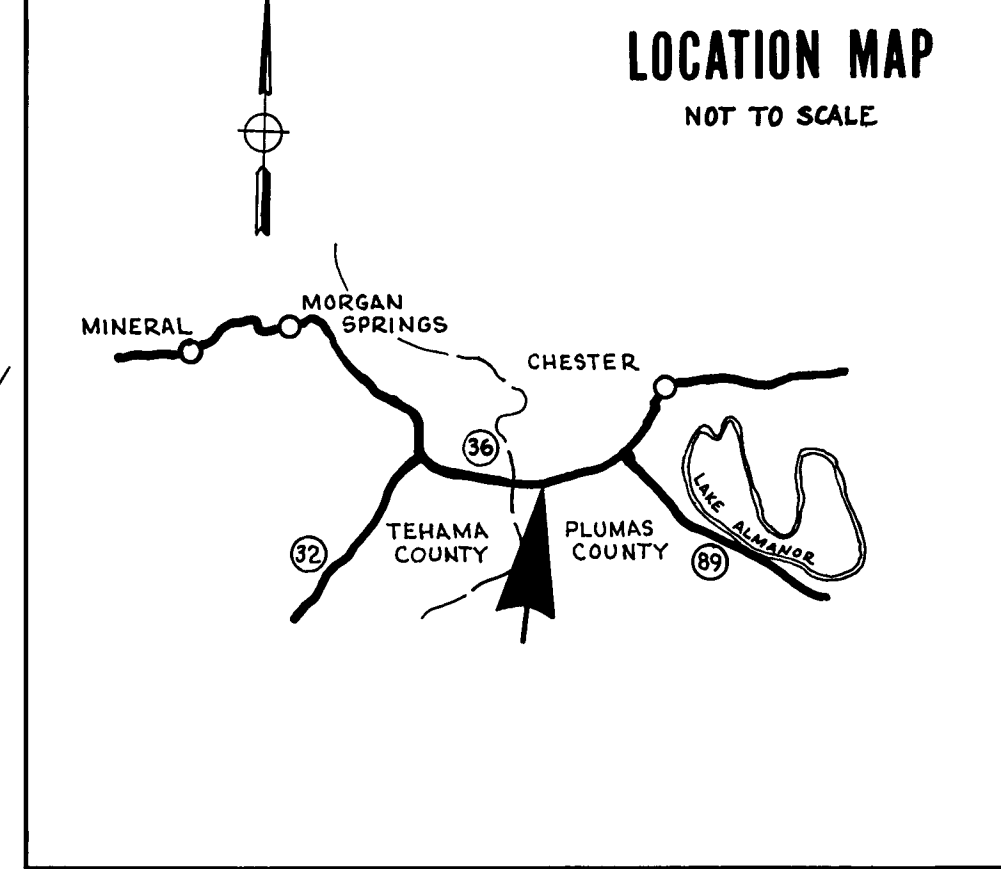 LOCATION MAP
NOT TO SCALE
MORGAN
SPRINGS
MINERAL
CHESTER
36
LAKE ALMANOR
TEHAMA
COUNTY
PLUMAS
COUNTY
32
89